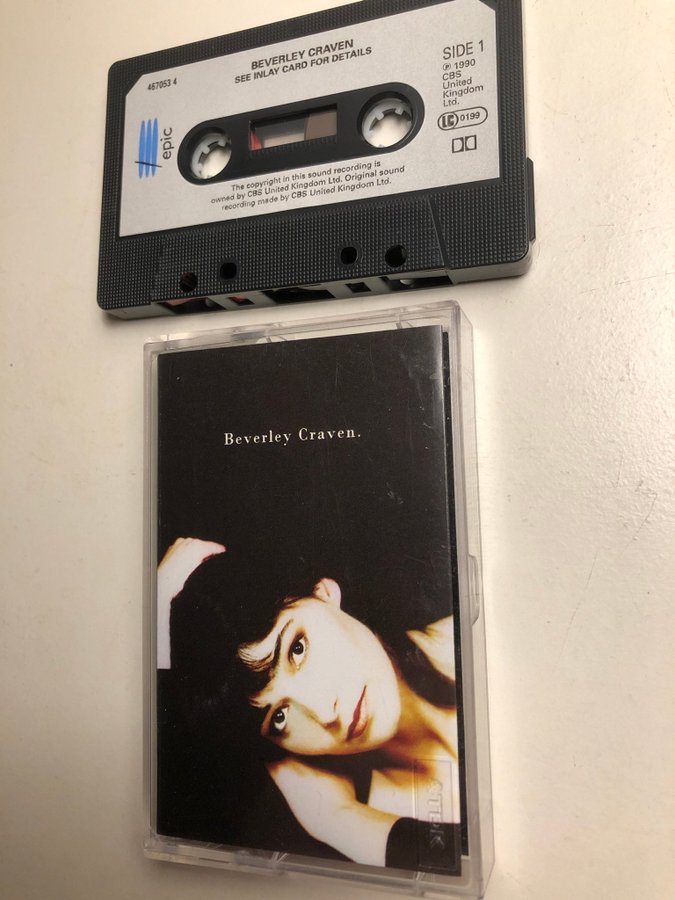 467053 4
BEVERLEY CRAVEN
SEE INLAY CARD FOR DETAILS
SIDE 1
℗ 1990
CBS
United
Kingdom
Ltd.
LC 0199
epic
The copyright in this sound recording is
owned by CBS United Kingdom Ltd. Original sound
recording made by CBS United Kingdom Ltd.
Beverley Craven.
TDK